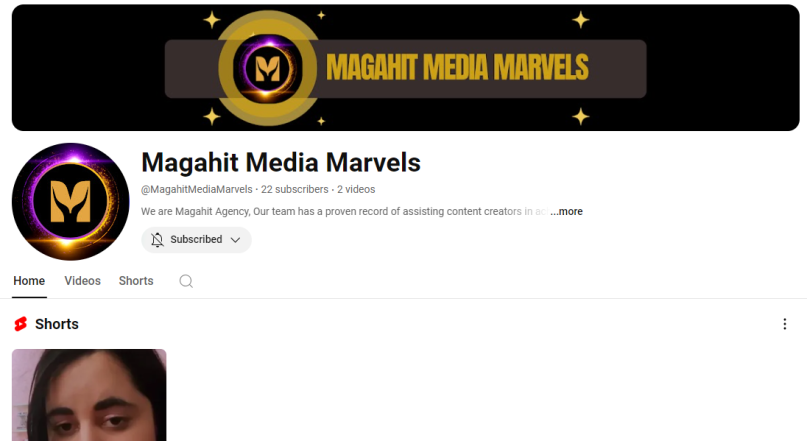 MAGAHIT MEDIA MARVELS
Magahit Media Marvels
@MagahitMediaMarvels · 22 subscribers · 2 videos
We are Magahit Agency, Our team has a proven record of assisting content creators in ...more
Subscribed
Home Videos Shorts
Shorts